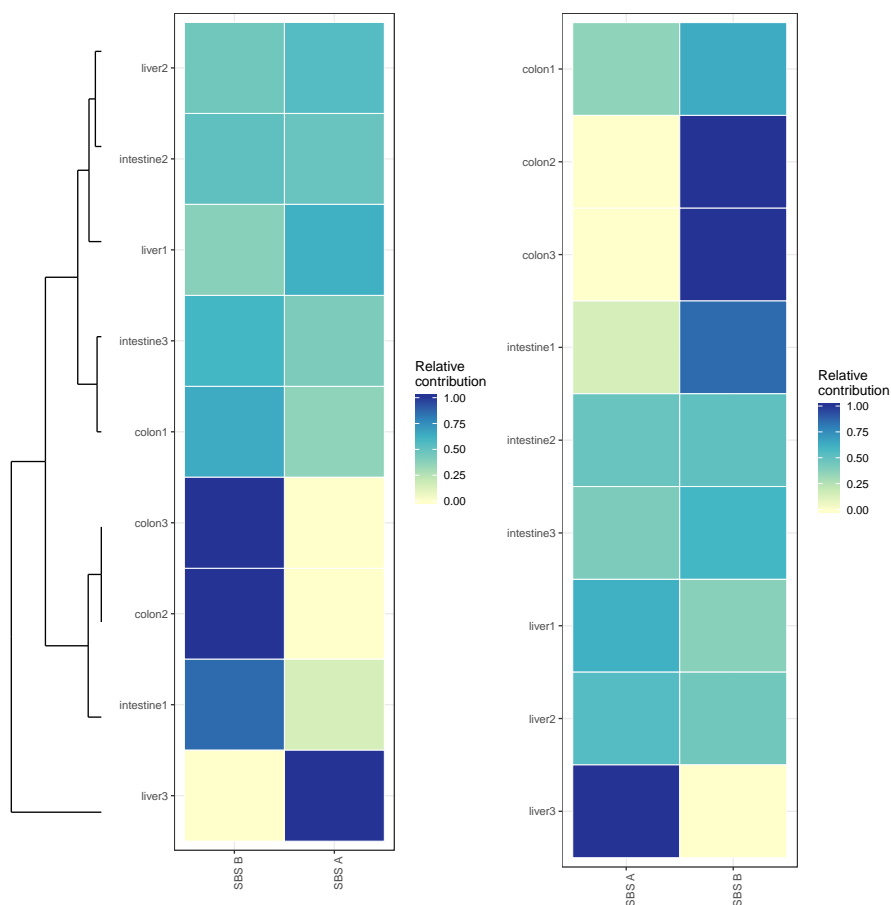 liver2
intestine2
liver1
intestine3
colon1
colon3
colon2
intestine1
liver3
SBS B
SBS A
Relative
contribution
1.00
0.75
0.50
0.25
0.00
colon1
colon2
colon3
intestine1
intestine2
intestine3
liver1
liver2
liver3
SBS A
SBS B
Relative
contribution
1.00
0.75
0.50
0.25
0.00